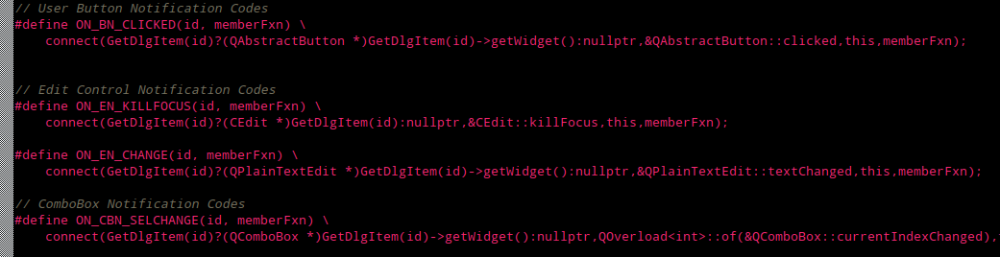 // User Button Notification Codes
#define ON_BN_CLICKED(id, memberFxn) \
    connect(GetDlgItem(id)?(QAbstractButton *)GetDlgItem(id)->getWidget():nullptr,&QAbstractButton::clicked,this,memberFxn);
// Edit Control Notification Codes
#define ON_EN_KILLFOCUS(id, memberFxn) \
    connect(GetDlgItem(id)?(CEdit *)GetDlgItem(id):nullptr,&CEdit::killFocus,this,memberFxn);
#define ON_EN_CHANGE(id, memberFxn) \
    connect(GetDlgItem(id)?(QPlainTextEdit *)GetDlgItem(id)->getWidget():nullptr,&QPlainTextEdit::textChanged,this,memberFxn);
// ComboBox Notification Codes
#define ON_CBN_SELCHANGE(id, memberFxn) \
    connect(GetDlgItem(id)?(QComboBox *)GetDlgItem(id)->getWidget():nullptr,QOverload<int>::of(&QComboBox::currentIndexChanged),